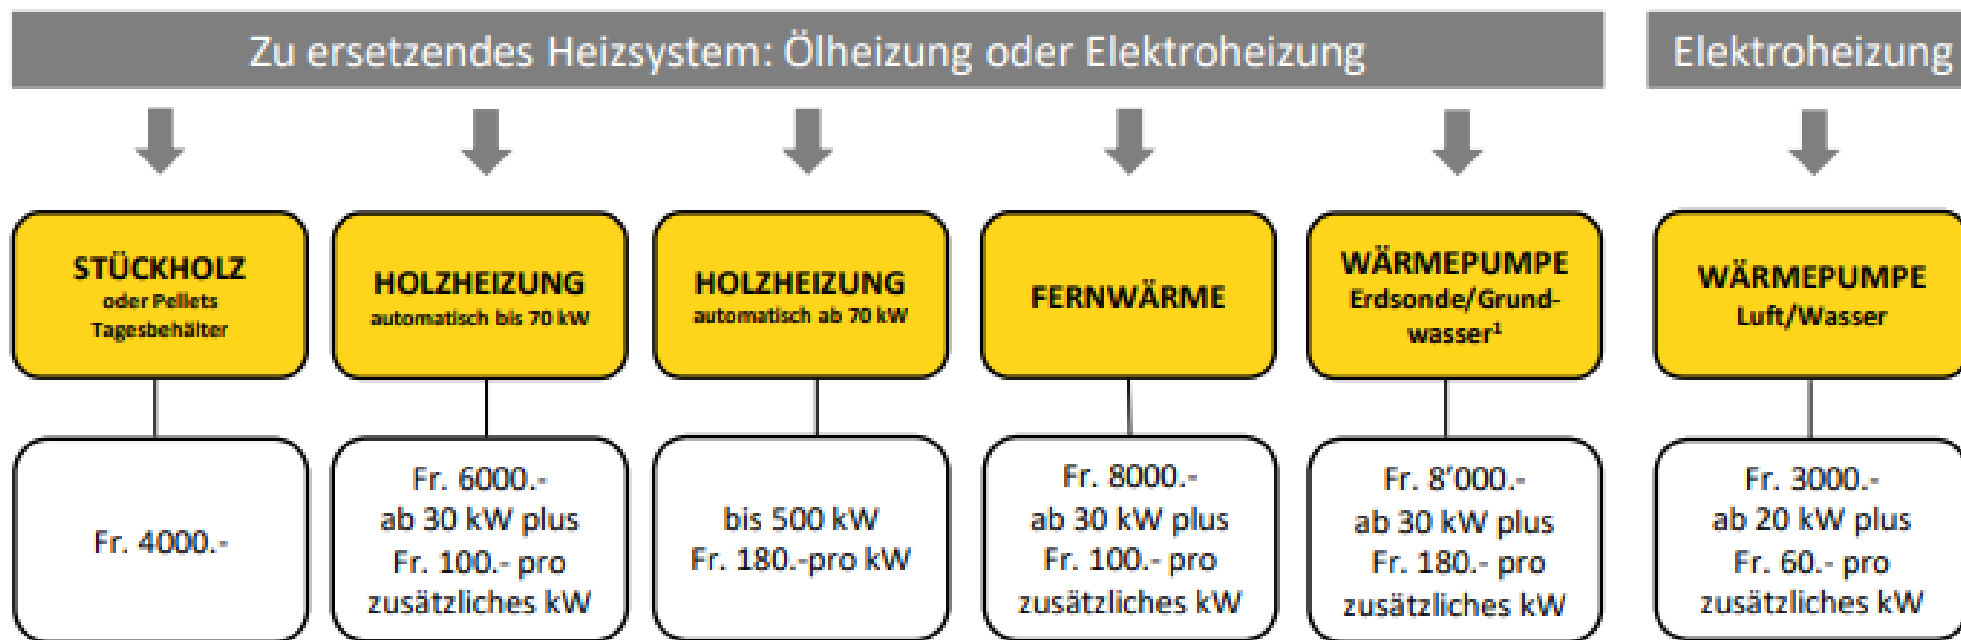 Zu ersetzendes Heizsystem: Ölheizung oder Elektroheizung
Elektroheizung
STÜCKHOLZ
oder Pellets
Tagesbehälter
HOLZHEIZUNG
automatisch bis 70 kW
HOLZHEIZUNG
automatisch ab 70 kW
FERNWÄRME
WÄRMEPUMPE
Erdsonde/Grund-
wasser¹
WÄRMEPUMPE
Luft/Wasser
Fr. 4000.-
Fr. 6000.-
ab 30 kW plus
Fr. 100.- pro
zusätzliches kW
bis 500 kW
Fr. 180.-pro kW
Fr. 8000.-
ab 30 kW plus
Fr. 100.- pro
zusätzliches kW
Fr. 8’000.-
ab 30 kW plus
Fr. 180.- pro
zusätzliches kW
Fr. 3000.-
ab 20 kW plus
Fr. 60.- pro
zusätzliches kW